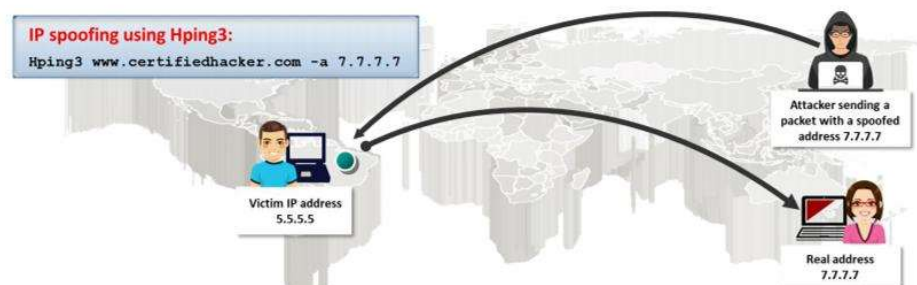 IP spoofing using Hping3:
Hping3 www.certifiedhacker.com -a 7.7.7.7
Attacker sending a
packet with a spoofed
address 7.7.7.7
Victim IP address
5.5.5.5
Real address
7.7.7.7